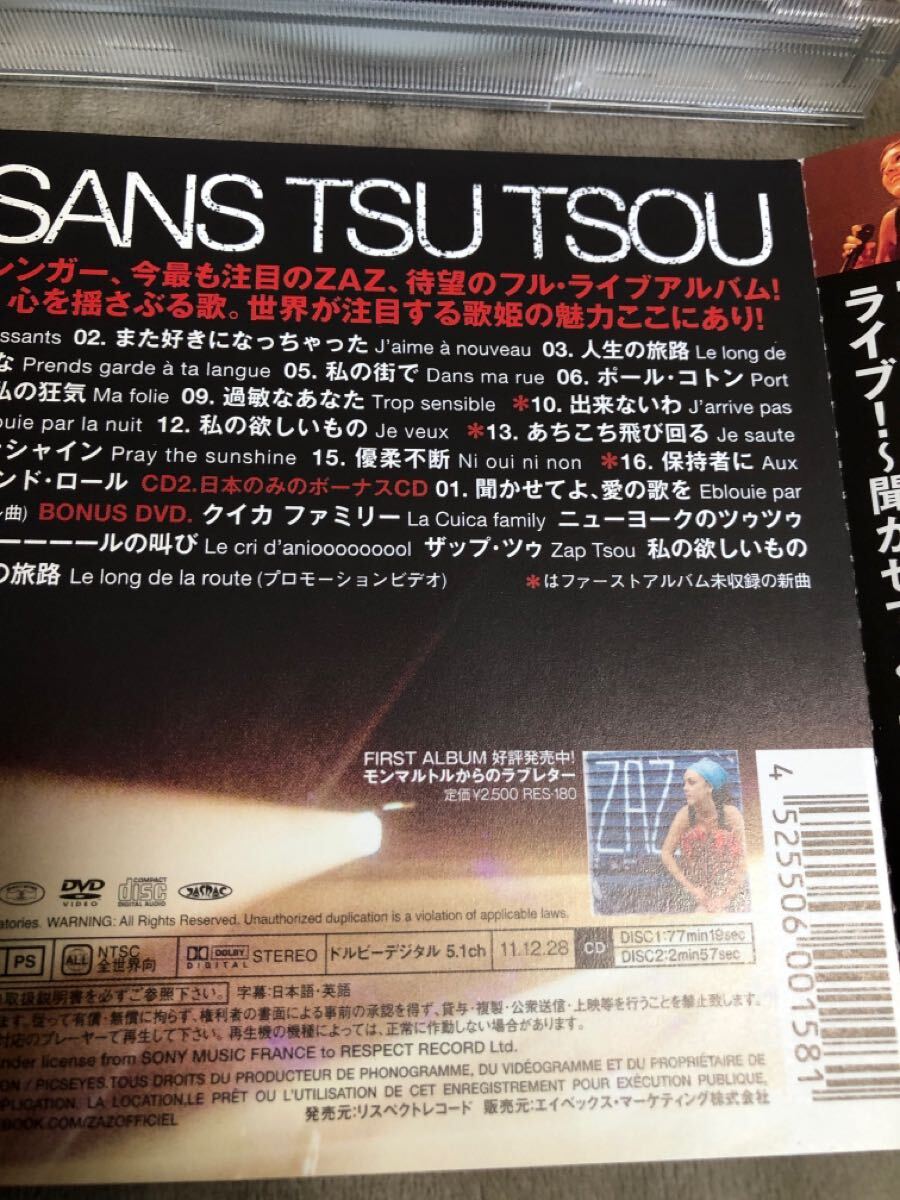 SANS TSU TSOU
シンガー、今最も注目のZAZ、待望のフル・ライブアルバム!
心を揺さぶる歌。世界が注目する歌姫の魅力ここにあり!
issants 02. また好きになっちゃった J'aime à nouveau 03. 人生の旅路 Le long de
な Prends garde à ta langue 05. 私の街で Dans ma rue 06. ポール・コトン Port
私の狂気 Ma folie 09. 過敏なあなた Trop sensible *10. 出来ないわ J'arrive pas
ouie par la nuit 12. 私の欲しいもの Je veux *13. あちこち飛び回る Je saute
・シャイン Pray the sunshine 15. 優柔不断 Ni oui ni non *16. 保持者に Aux
ンド・ロール CD2.日本のみのボーナスCD 01. 聞かせてよ、愛の歌を Eblouie par
曲) BONUS DVD. クイカ ファミリー La Cuica family ニューヨークのツゥツゥ
ーーーールの叫び Le cri d'aniooooooool ザップ・ツゥ Zap Tsou 私の欲しいもの
の旅路 Le long de la route (プロモーションビデオ) *はファーストアルバム未収録の新曲
ライブ!~聞かせて
FIRST ALBUM 好評発売中!
モンマルトルからのラブレター
定価¥2,500 RES-180
ZAZ
DVD VIDEO COMPACT disc DIGITAL AUDIO JASRAC
atories. WARNING: All Rights Reserved. Unauthorized duplication is a violation of applicable laws.
PS ALL NTSC 全世界向 DOLBY DIGITAL STEREO ドルビーデジタル 5.1ch 11.12.28 CD DISC1:77min19sec
DISC2:2min57sec
取扱説明書を必ずご参照下さい。 字幕:日本語・英語
ます。従って有償・無償に拘らず、権利者の書面による事前の承認を得ず、貸与・複製・公衆送信・上映等を行うことを禁止致します。
対応のプレーヤーで再生して下さい。再生機の機種によっては、正常に作動しない場合があります。
nder license from SONY MUSIC FRANCE to RESPECT RECORD Ltd.
ON / PICSEYES.TOUS DROITS DU PRODUCTEUR DE PHONOGRAMME, DU VIDÉOGRAMME ET DU PROPRIÉTAIRE DE
PLICATION, LA LOCATION,LE PRÊT OU L'UTILISATION DE CET ENREGISTREMENT POUR EXÉCUTION PUBLIQUE,
発売元:リスペクトレコード 販売元:エイベックス・マーケティング株式会社
EBOOK.COM/ZAZOFFICIEL
4 525506 001581